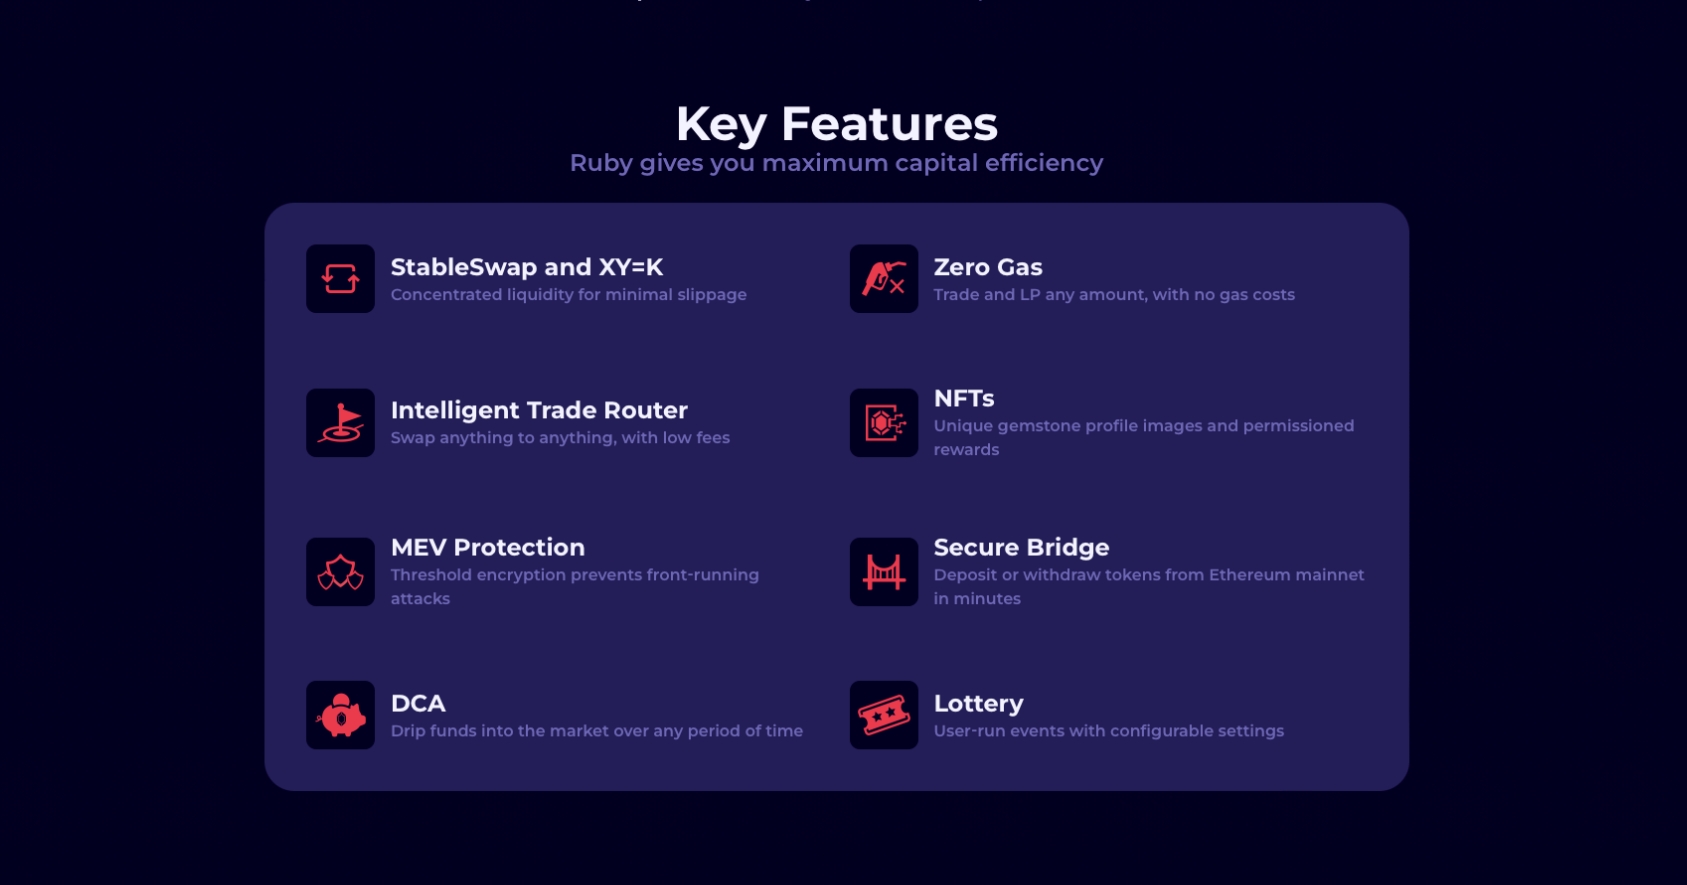 Key Features
Ruby gives you maximum capital efficiency
StableSwap and XY=K
Concentrated liquidity for minimal slippage
Zero Gas
Trade and LP any amount, with no gas costs
Intelligent Trade Router
Swap anything to anything, with low fees
NFTs
Unique gemstone profile images and permissioned
rewards
MEV Protection
Threshold encryption prevents front-running
attacks
Secure Bridge
Deposit or withdraw tokens from Ethereum mainnet
in minutes
DCA
Drip funds into the market over any period of time
Lottery
User-run events with configurable settings